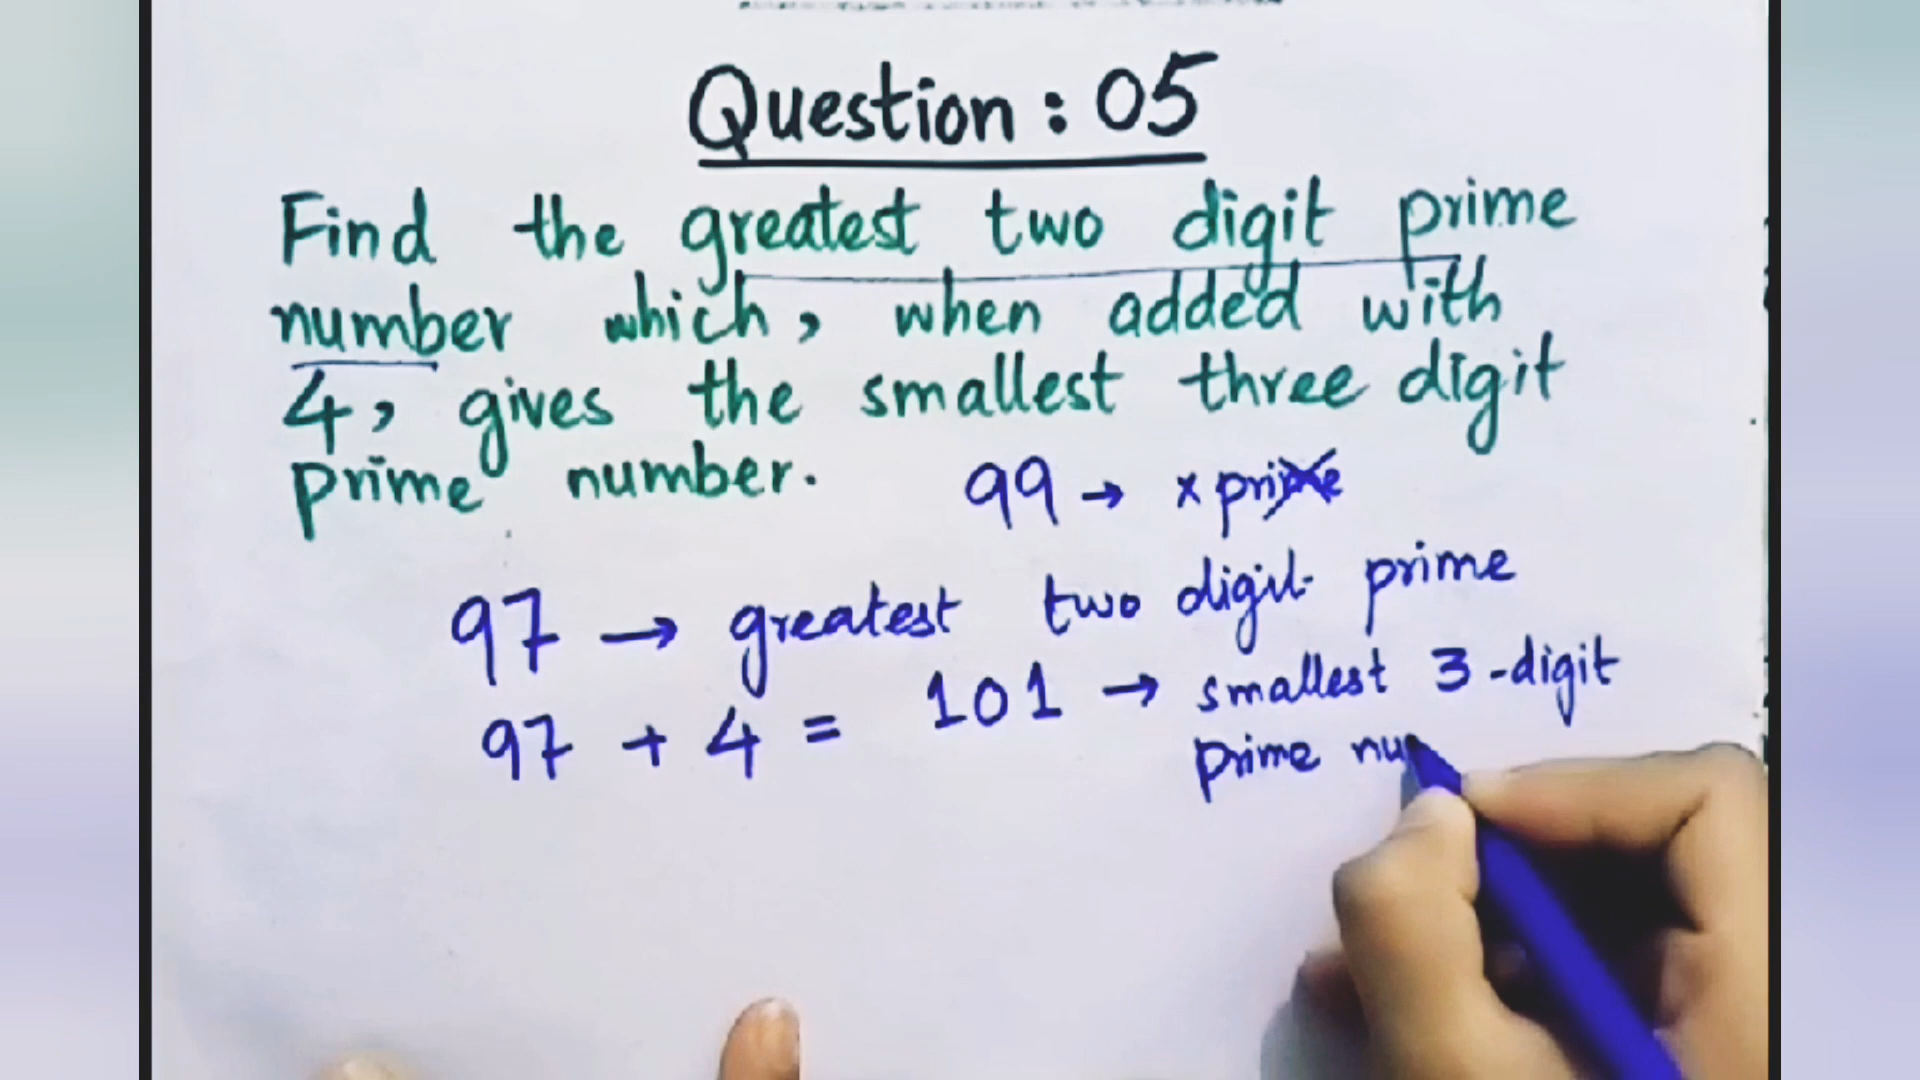 Question : 05
Find the greatest two digit prime
number which, when added with
4, gives the smallest three digit
prime number.
99 → x prime
97 → greatest two digit prime
97 + 4 = 101 → smallest 3-digit
prime nu